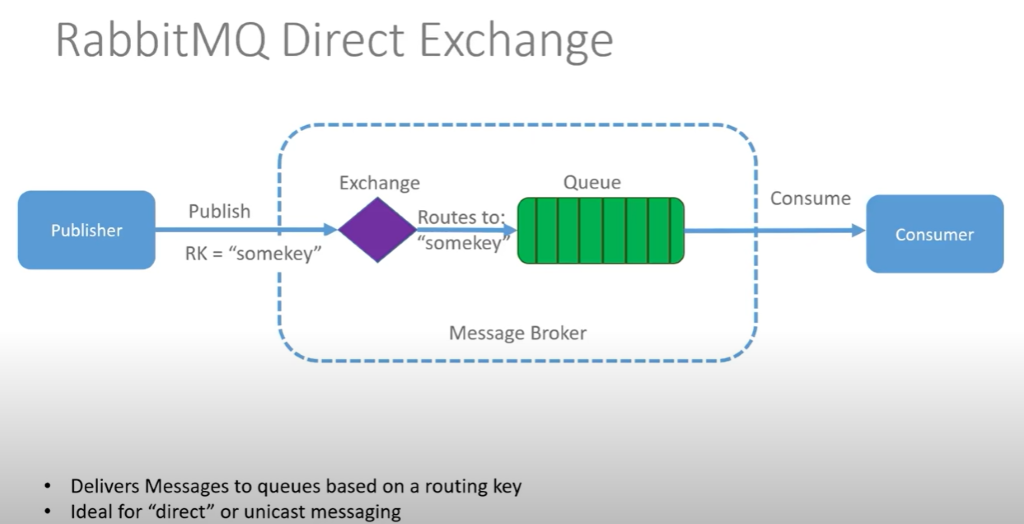 RabbitMQ Direct Exchange
Exchange
Queue
Publisher
Publish
RK = “somekey”
Routes to:
“somekey”
Consume
Consumer
Message Broker
• Delivers Messages to queues based on a routing key
• Ideal for “direct” or unicast messaging